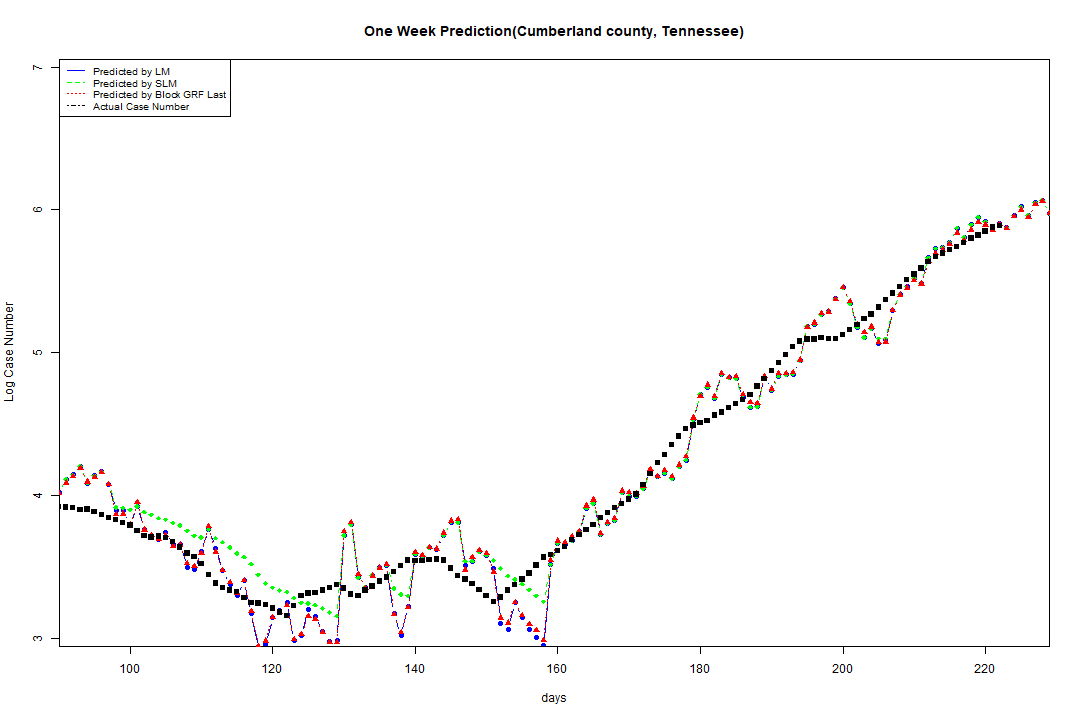 One Week Prediction(Cumberland county, Tennessee)
Predicted by LM
Predicted by SLM
Predicted by Block GRF Last
Actual Case Number
Log Case Number
7
6
5
4
3
100 120 140 160 180 200 220
days